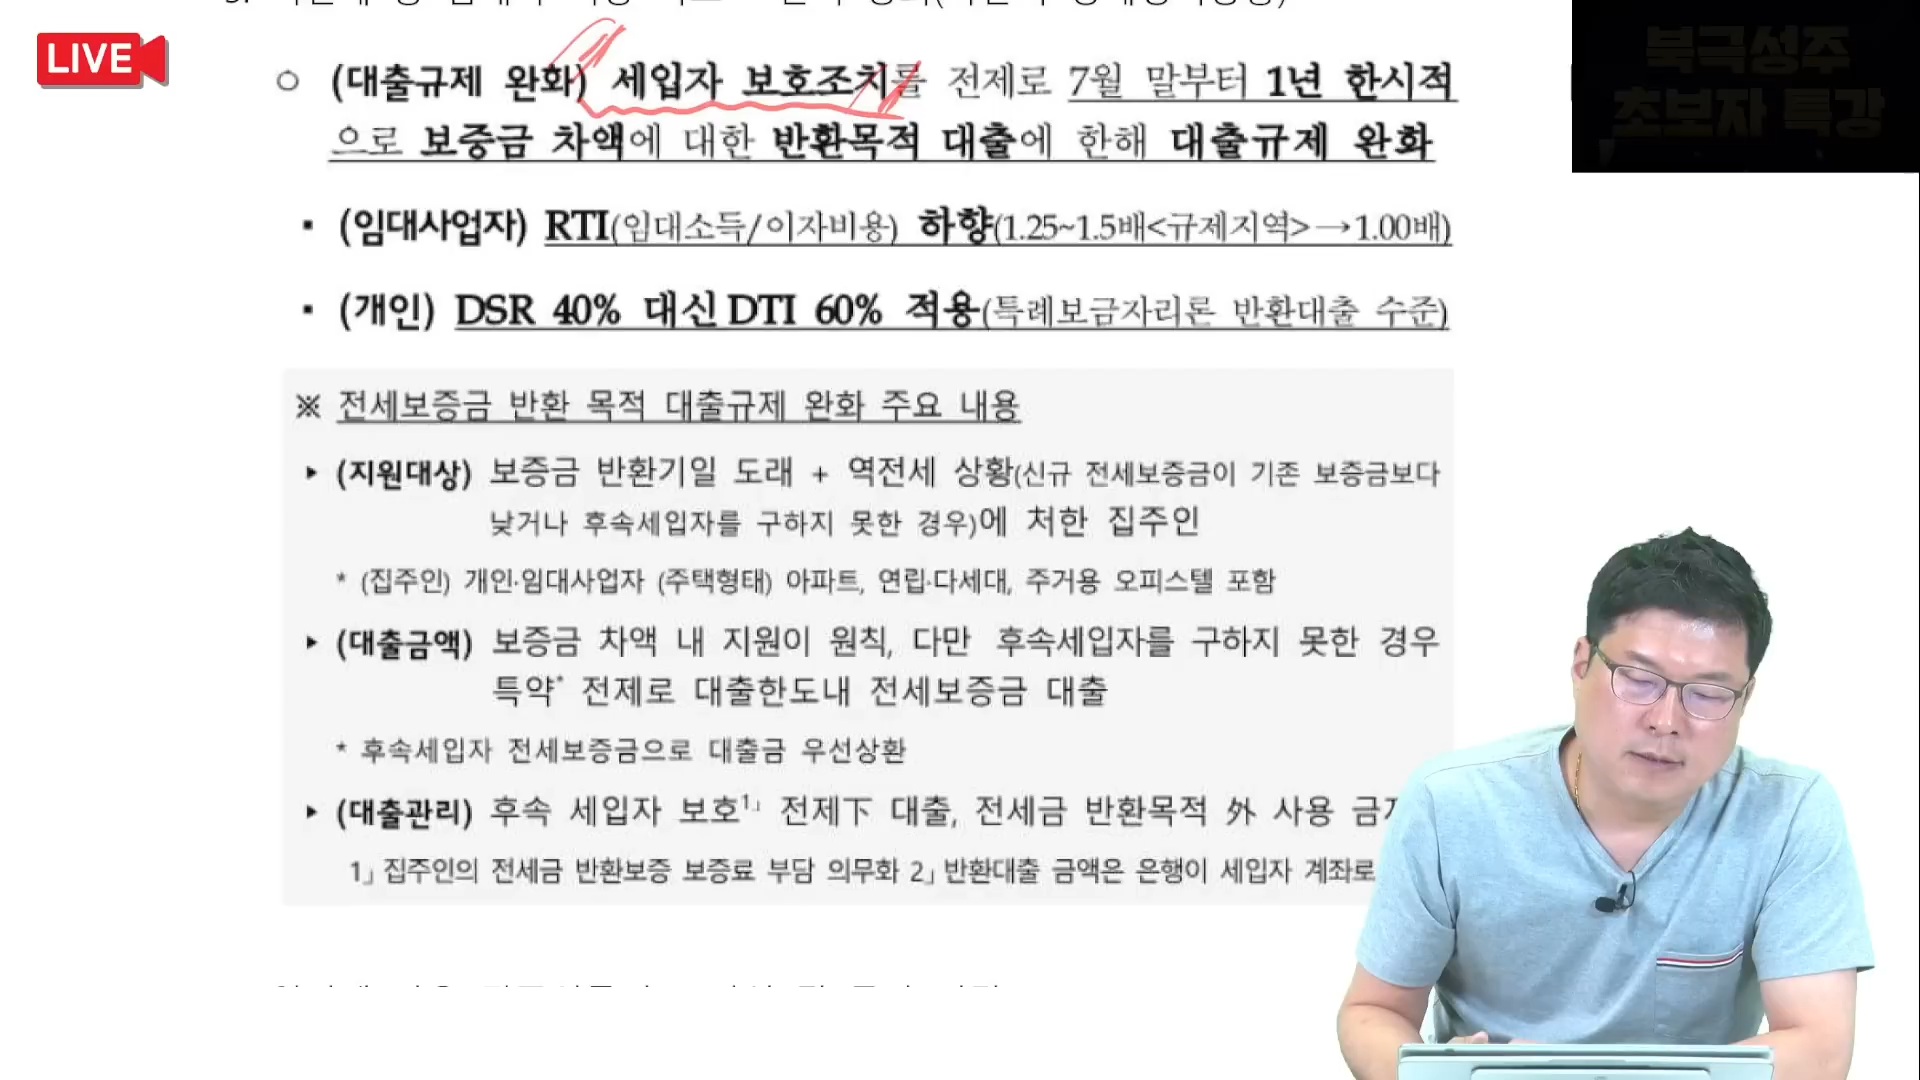 LIVE
북극성주
초보자 특강
○ (대출규제 완화) 세입자 보호조치를 전제로 7월 말부터 1년 한시적
으로 보증금 차액에 대한 반환목적 대출에 한해 대출규제 완화
▪ (임대사업자) RTI(임대소득/이자비용) 하향(1.25~1.5배<규제지역>→1.00배)
▪ (개인) DSR 40% 대신 DTI 60% 적용(특례보금자리론 반환대출 수준)
※ 전세보증금 반환 목적 대출규제 완화 주요 내용
▸ (지원대상) 보증금 반환기일 도래 + 역전세 상황(신규 전세보증금이 기존 보증금보다
낮거나 후속세입자를 구하지 못한 경우)에 처한 집주인
* (집주인) 개인·임대사업자 (주택형태) 아파트, 연립·다세대, 주거용 오피스텔 포함
▸ (대출금액) 보증금 차액 내 지원이 원칙, 다만 후속세입자를 구하지 못한 경우
특약* 전제로 대출한도내 전세보증금 대출
* 후속세입자 전세보증금으로 대출금 우선상환
▸ (대출관리) 후속 세입자 보호1」 전제下 대출, 전세금 반환목적 外 사용
1」 집주인의 전세금 반환보증 보증료 부담 의무화 2」 반환대출 금액은 은행이 세입자 계좌로